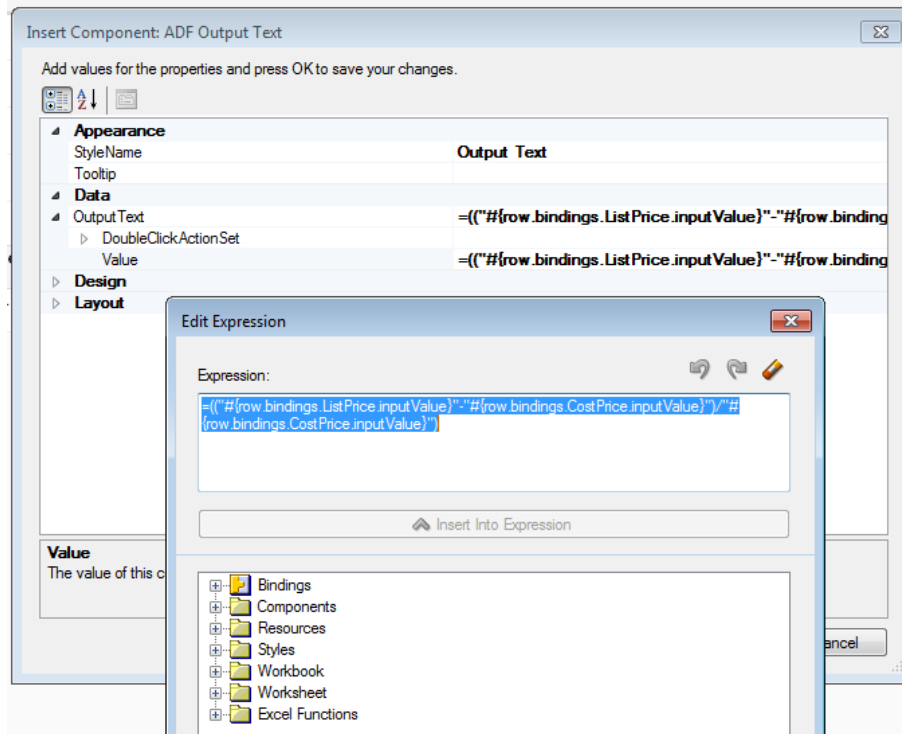 Insert Component: ADF Output Text
Add values for the properties and press OK to save your changes.
Appearance
StyleName Output Text
Tooltip
Data
OutputText =(("#{row.bindings.ListPrice.inputValue}"-"#{row.binding
DoubleClickActionSet
Value =(("#{row.bindings.ListPrice.inputValue}"-"#{row.binding
Design
Layout
Edit Expression
Expression:
=(("#{row.bindings.ListPrice.inputValue}"-"#{row.bindings.CostPrice.inputValue}")/"#
{row.bindings.CostPrice.inputValue}")
Insert Into Expression
Value
The value of this c
Bindings
Components
Resources
Styles
Workbook
Worksheet
Excel Functions
ancel